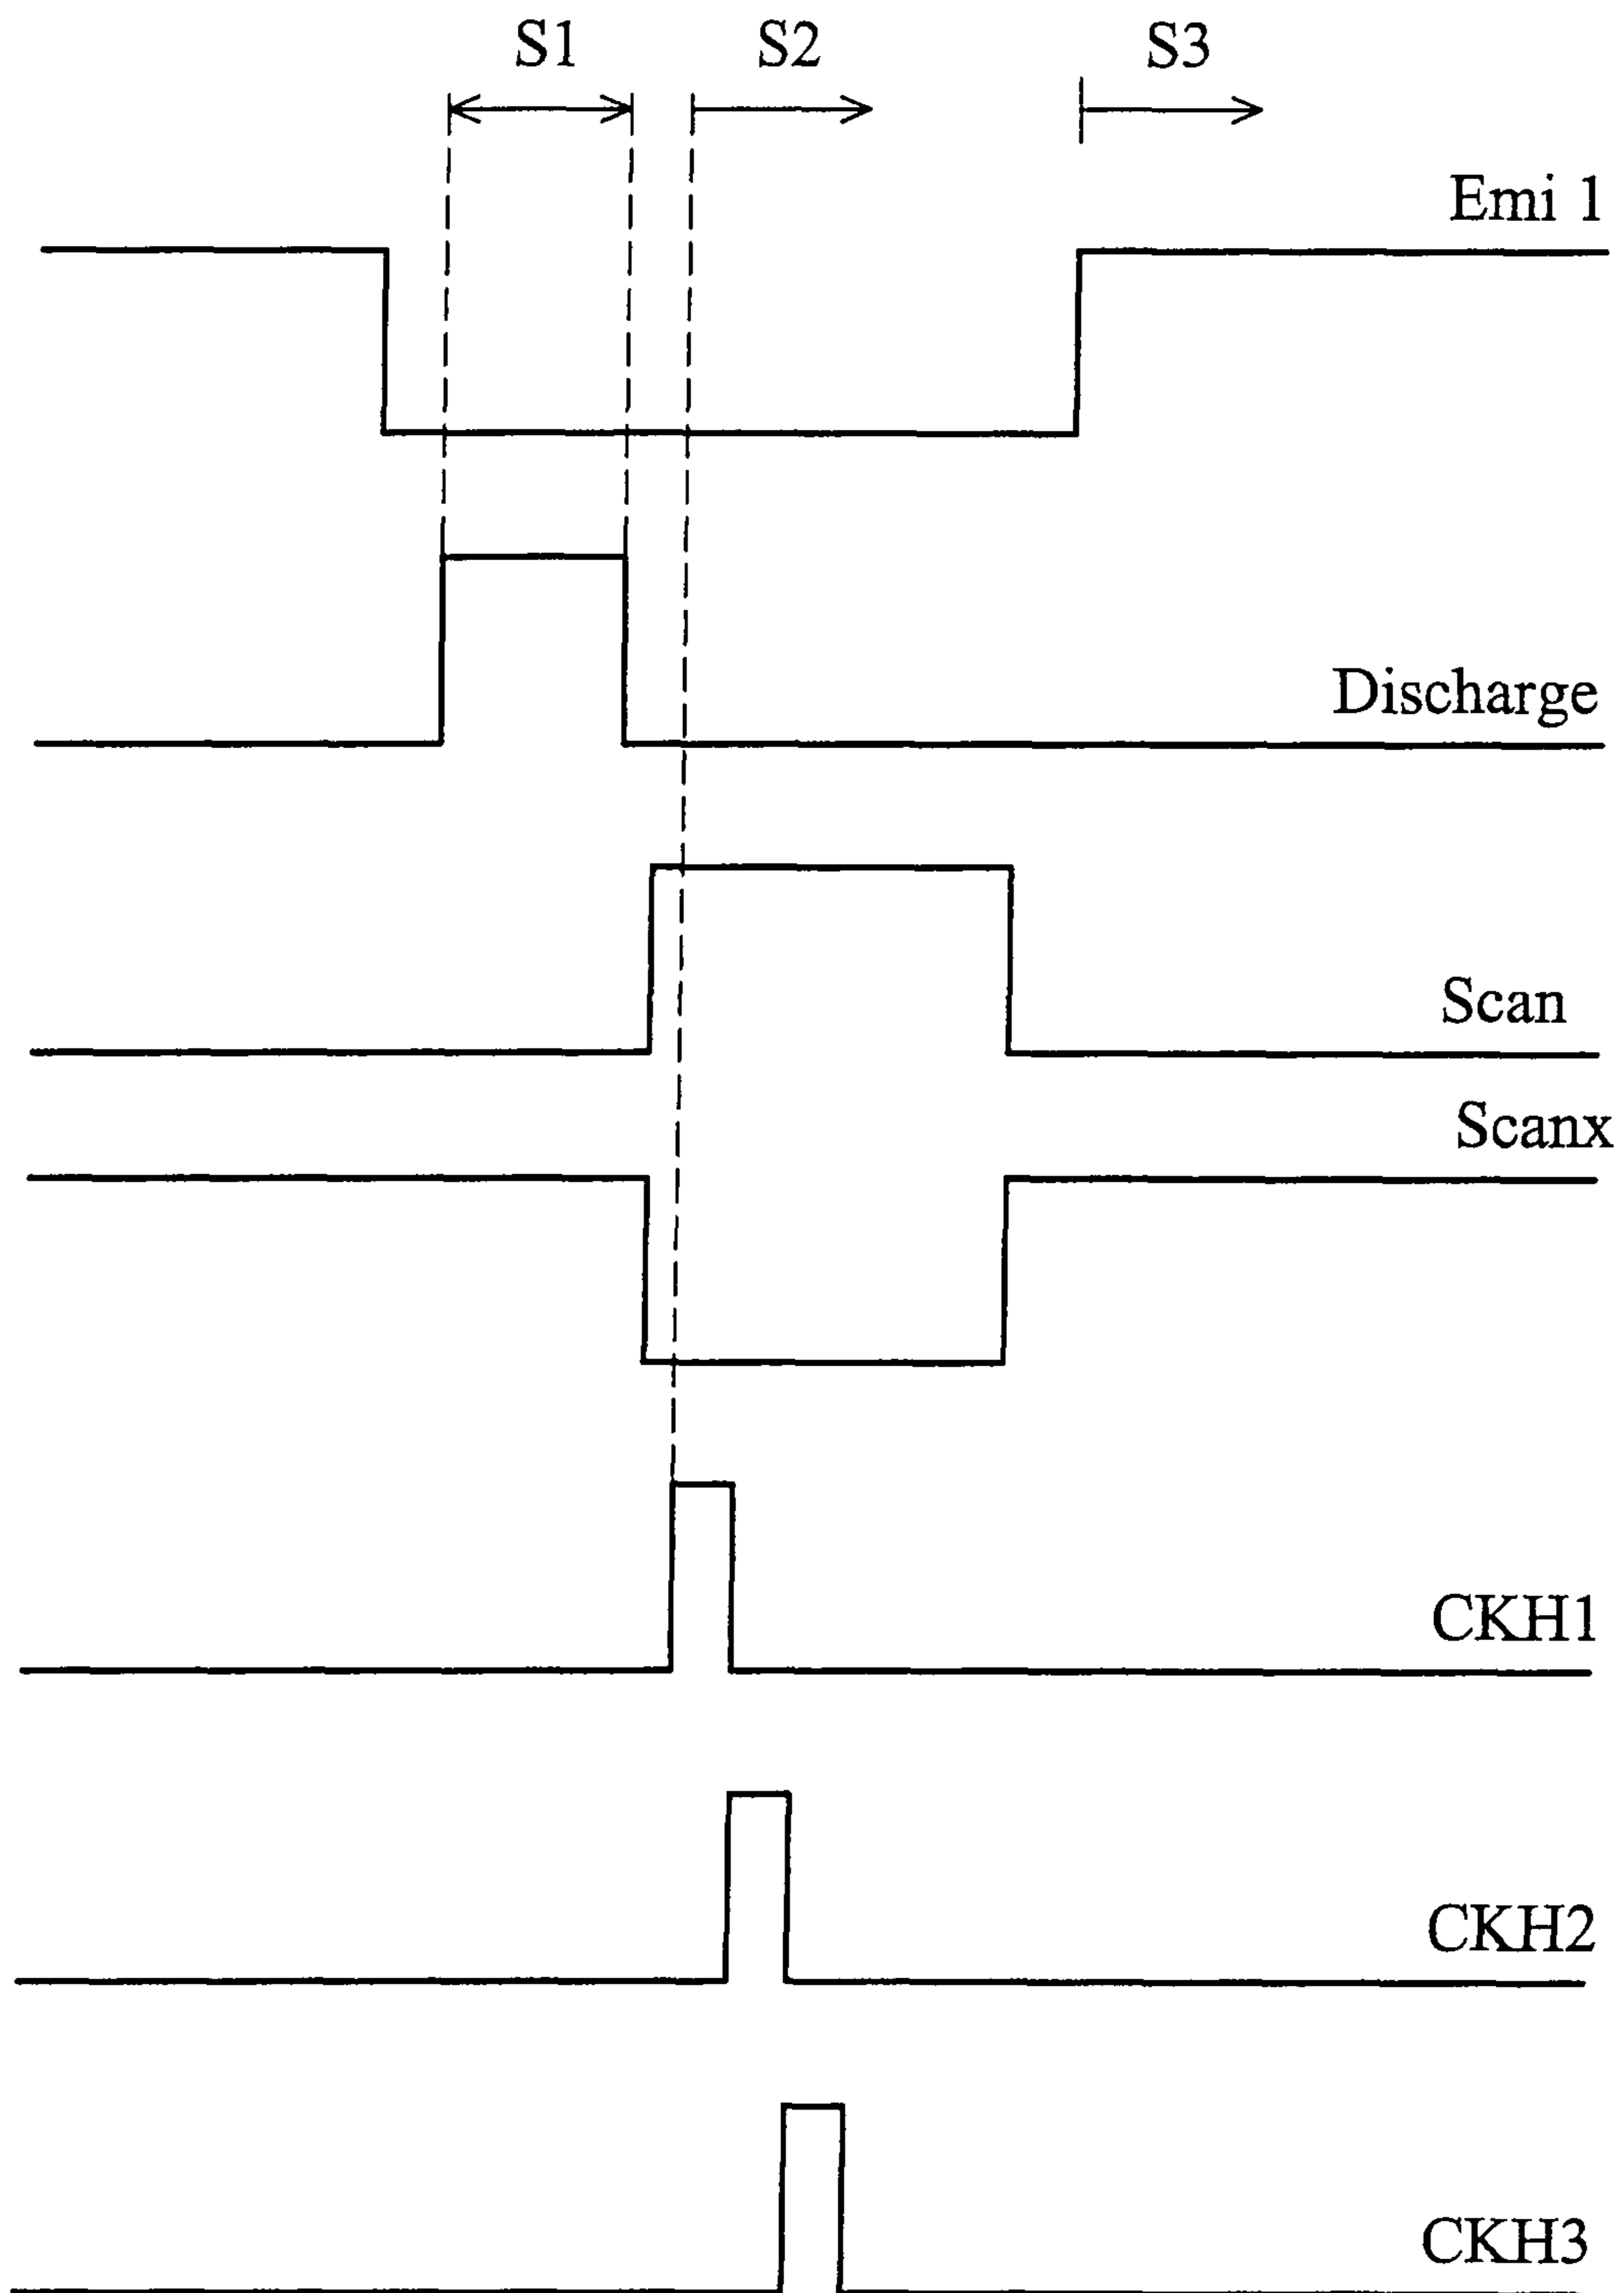 S1 S2 S3
Emi 1
Discharge
Scan
Scanx
CKH1
CKH2
CKH3